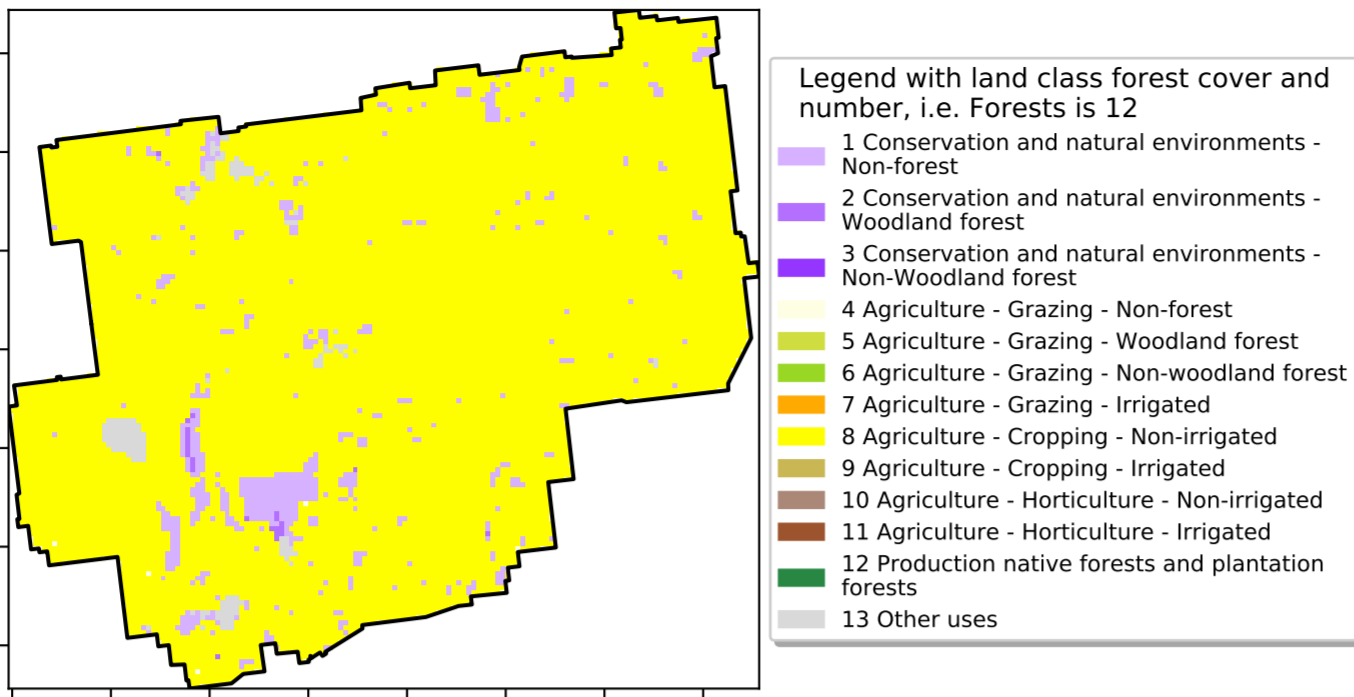 Legend with land class forest cover and
number, i.e. Forests is 12
1 Conservation and natural environments -
Non-forest
2 Conservation and natural environments -
Woodland forest
3 Conservation and natural environments -
Non-Woodland forest
4 Agriculture - Grazing - Non-forest
5 Agriculture - Grazing - Woodland forest
6 Agriculture - Grazing - Non-woodland forest
7 Agriculture - Grazing - Irrigated
8 Agriculture - Cropping - Non-irrigated
9 Agriculture - Cropping - Irrigated
10 Agriculture - Horticulture - Non-irrigated
11 Agriculture - Horticulture - Irrigated
12 Production native forests and plantation
forests
13 Other uses